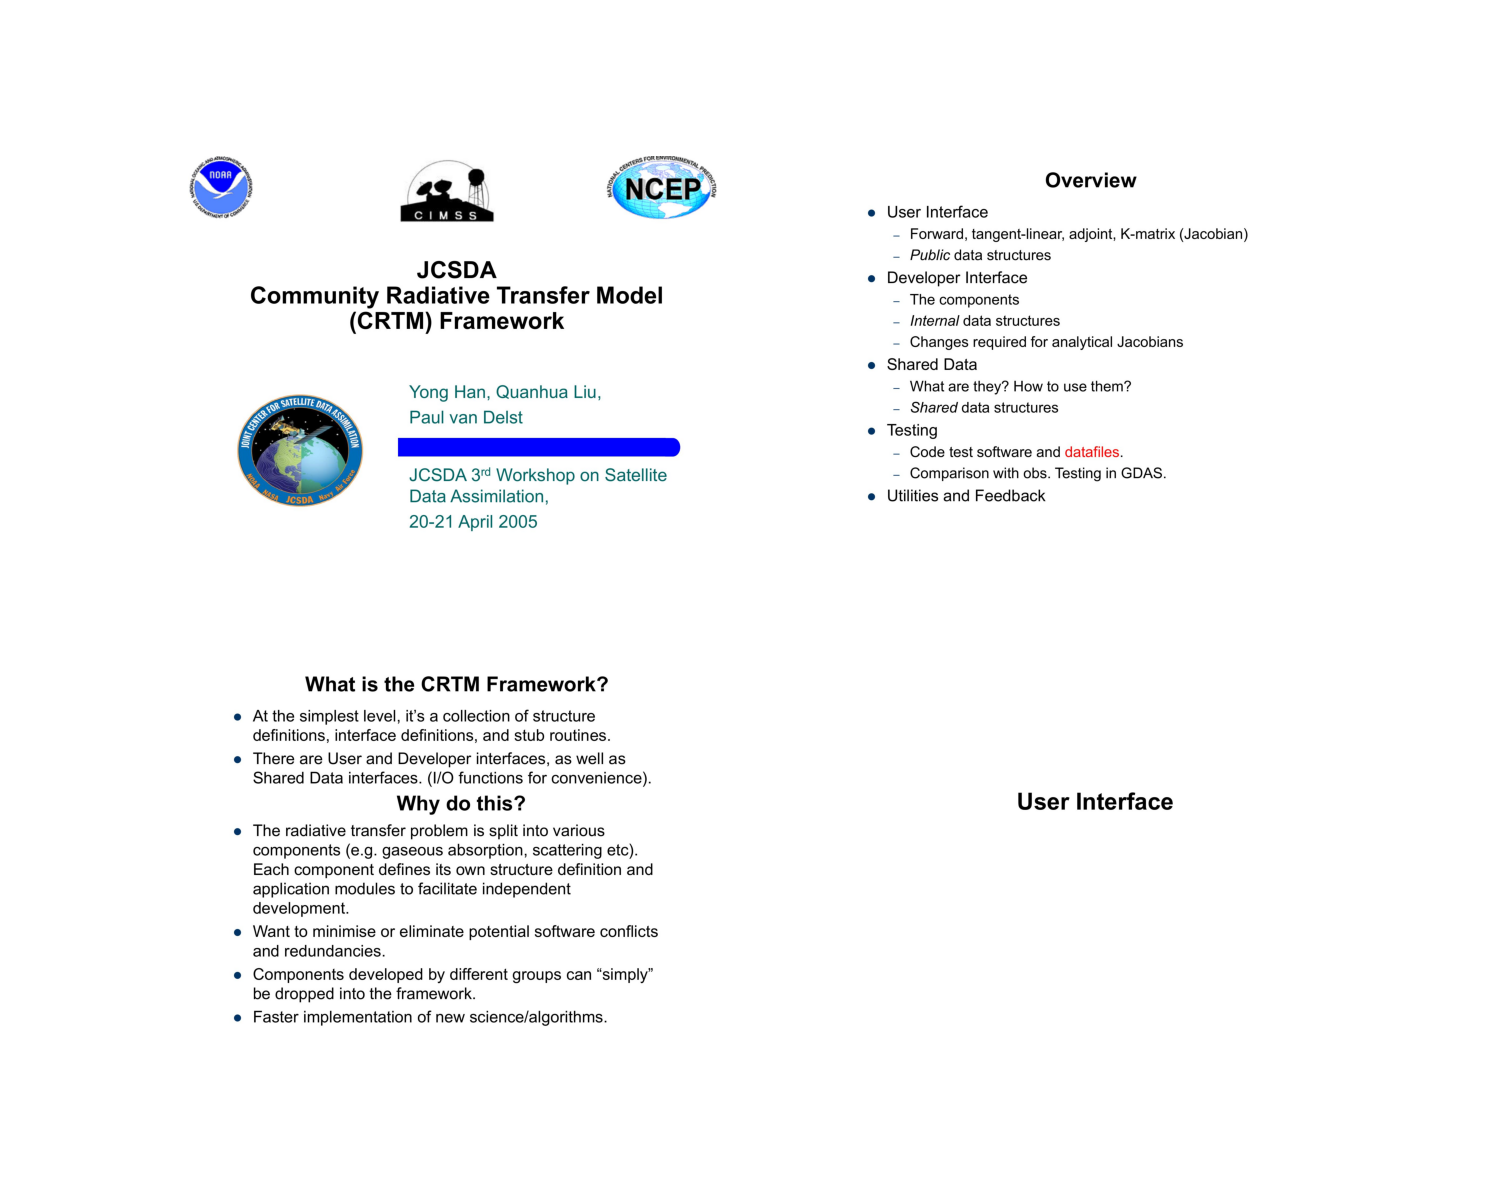 NATIONAL OCEANIC AND ATMOSPHERIC ADMINISTRATION
NOAA
U.S. DEPARTMENT OF COMMERCE
CIMSS
NATIONAL CENTERS FOR ENVIRONMENTAL PREDICTION
NCEP
JCSDA
Community Radiative Transfer Model
(CRTM) Framework
JOINT CENTER FOR SATELLITE DATA ASSIMILATION
NOAA NASA JCSDA Navy Air Force
Yong Han, Quanhua Liu,
Paul van Delst
JCSDA 3rd Workshop on Satellite
Data Assimilation,
20-21 April 2005
Overview
● User Interface
– Forward, tangent-linear, adjoint, K-matrix (Jacobian)
– Public data structures
● Developer Interface
– The components
– Internal data structures
– Changes required for analytical Jacobians
● Shared Data
– What are they? How to use them?
– Shared data structures
● Testing
– Code test software and datafiles.
– Comparison with obs. Testing in GDAS.
● Utilities and Feedback
What is the CRTM Framework?
● At the simplest level, it's a collection of structure
definitions, interface definitions, and stub routines.
● There are User and Developer interfaces, as well as
Shared Data interfaces. (I/O functions for convenience).
Why do this?
● The radiative transfer problem is split into various
components (e.g. gaseous absorption, scattering etc).
Each component defines its own structure definition and
application modules to facilitate independent
development.
● Want to minimise or eliminate potential software conflicts
and redundancies.
● Components developed by different groups can “simply”
be dropped into the framework.
● Faster implementation of new science/algorithms.
User Interface